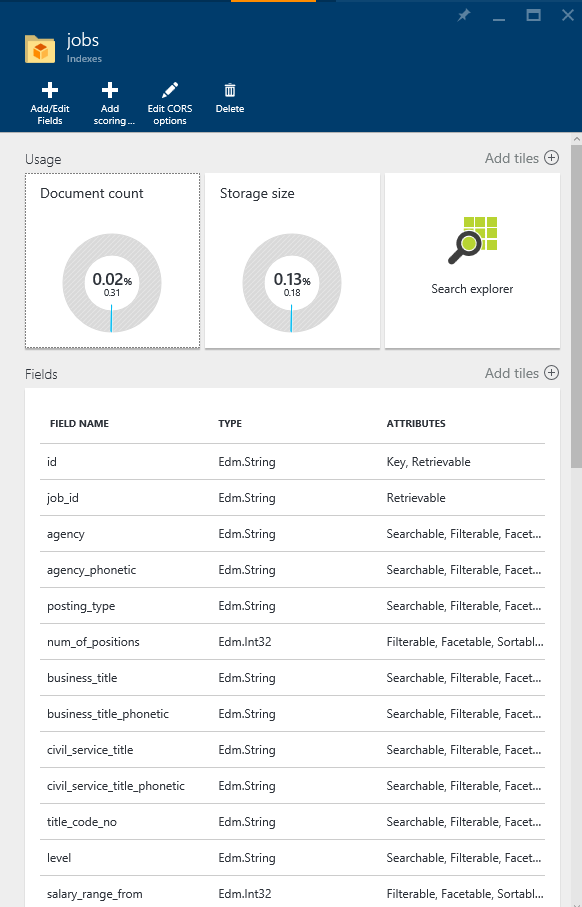 jobs
Indexes
Add/Edit Fields
Add scoring...
Edit CORS options
Delete
Usage
Add tiles
Document count
0.02%
0.31
Storage size
0.13%
0.18
Search explorer
Fields
Add tiles
FIELD NAME TYPE ATTRIBUTES
id Edm.String Key, Retrievable
job_id Edm.String Retrievable
agency Edm.String Searchable, Filterable, Facet...
agency_phonetic Edm.String Searchable, Filterable, Facet...
posting_type Edm.String Searchable, Filterable, Facet...
num_of_positions Edm.Int32 Filterable, Facetable, Sortabl...
business_title Edm.String Searchable, Filterable, Facet...
business_title_phonetic Edm.String Searchable, Filterable, Facet...
civil_service_title Edm.String Searchable, Filterable, Facet...
civil_service_title_phonetic Edm.String Searchable, Filterable, Facet...
title_code_no Edm.String Searchable, Filterable, Facet...
level Edm.String Searchable, Filterable, Facet...
salary_range_from Edm.Int32 Filterable, Facetable, Sortabl...